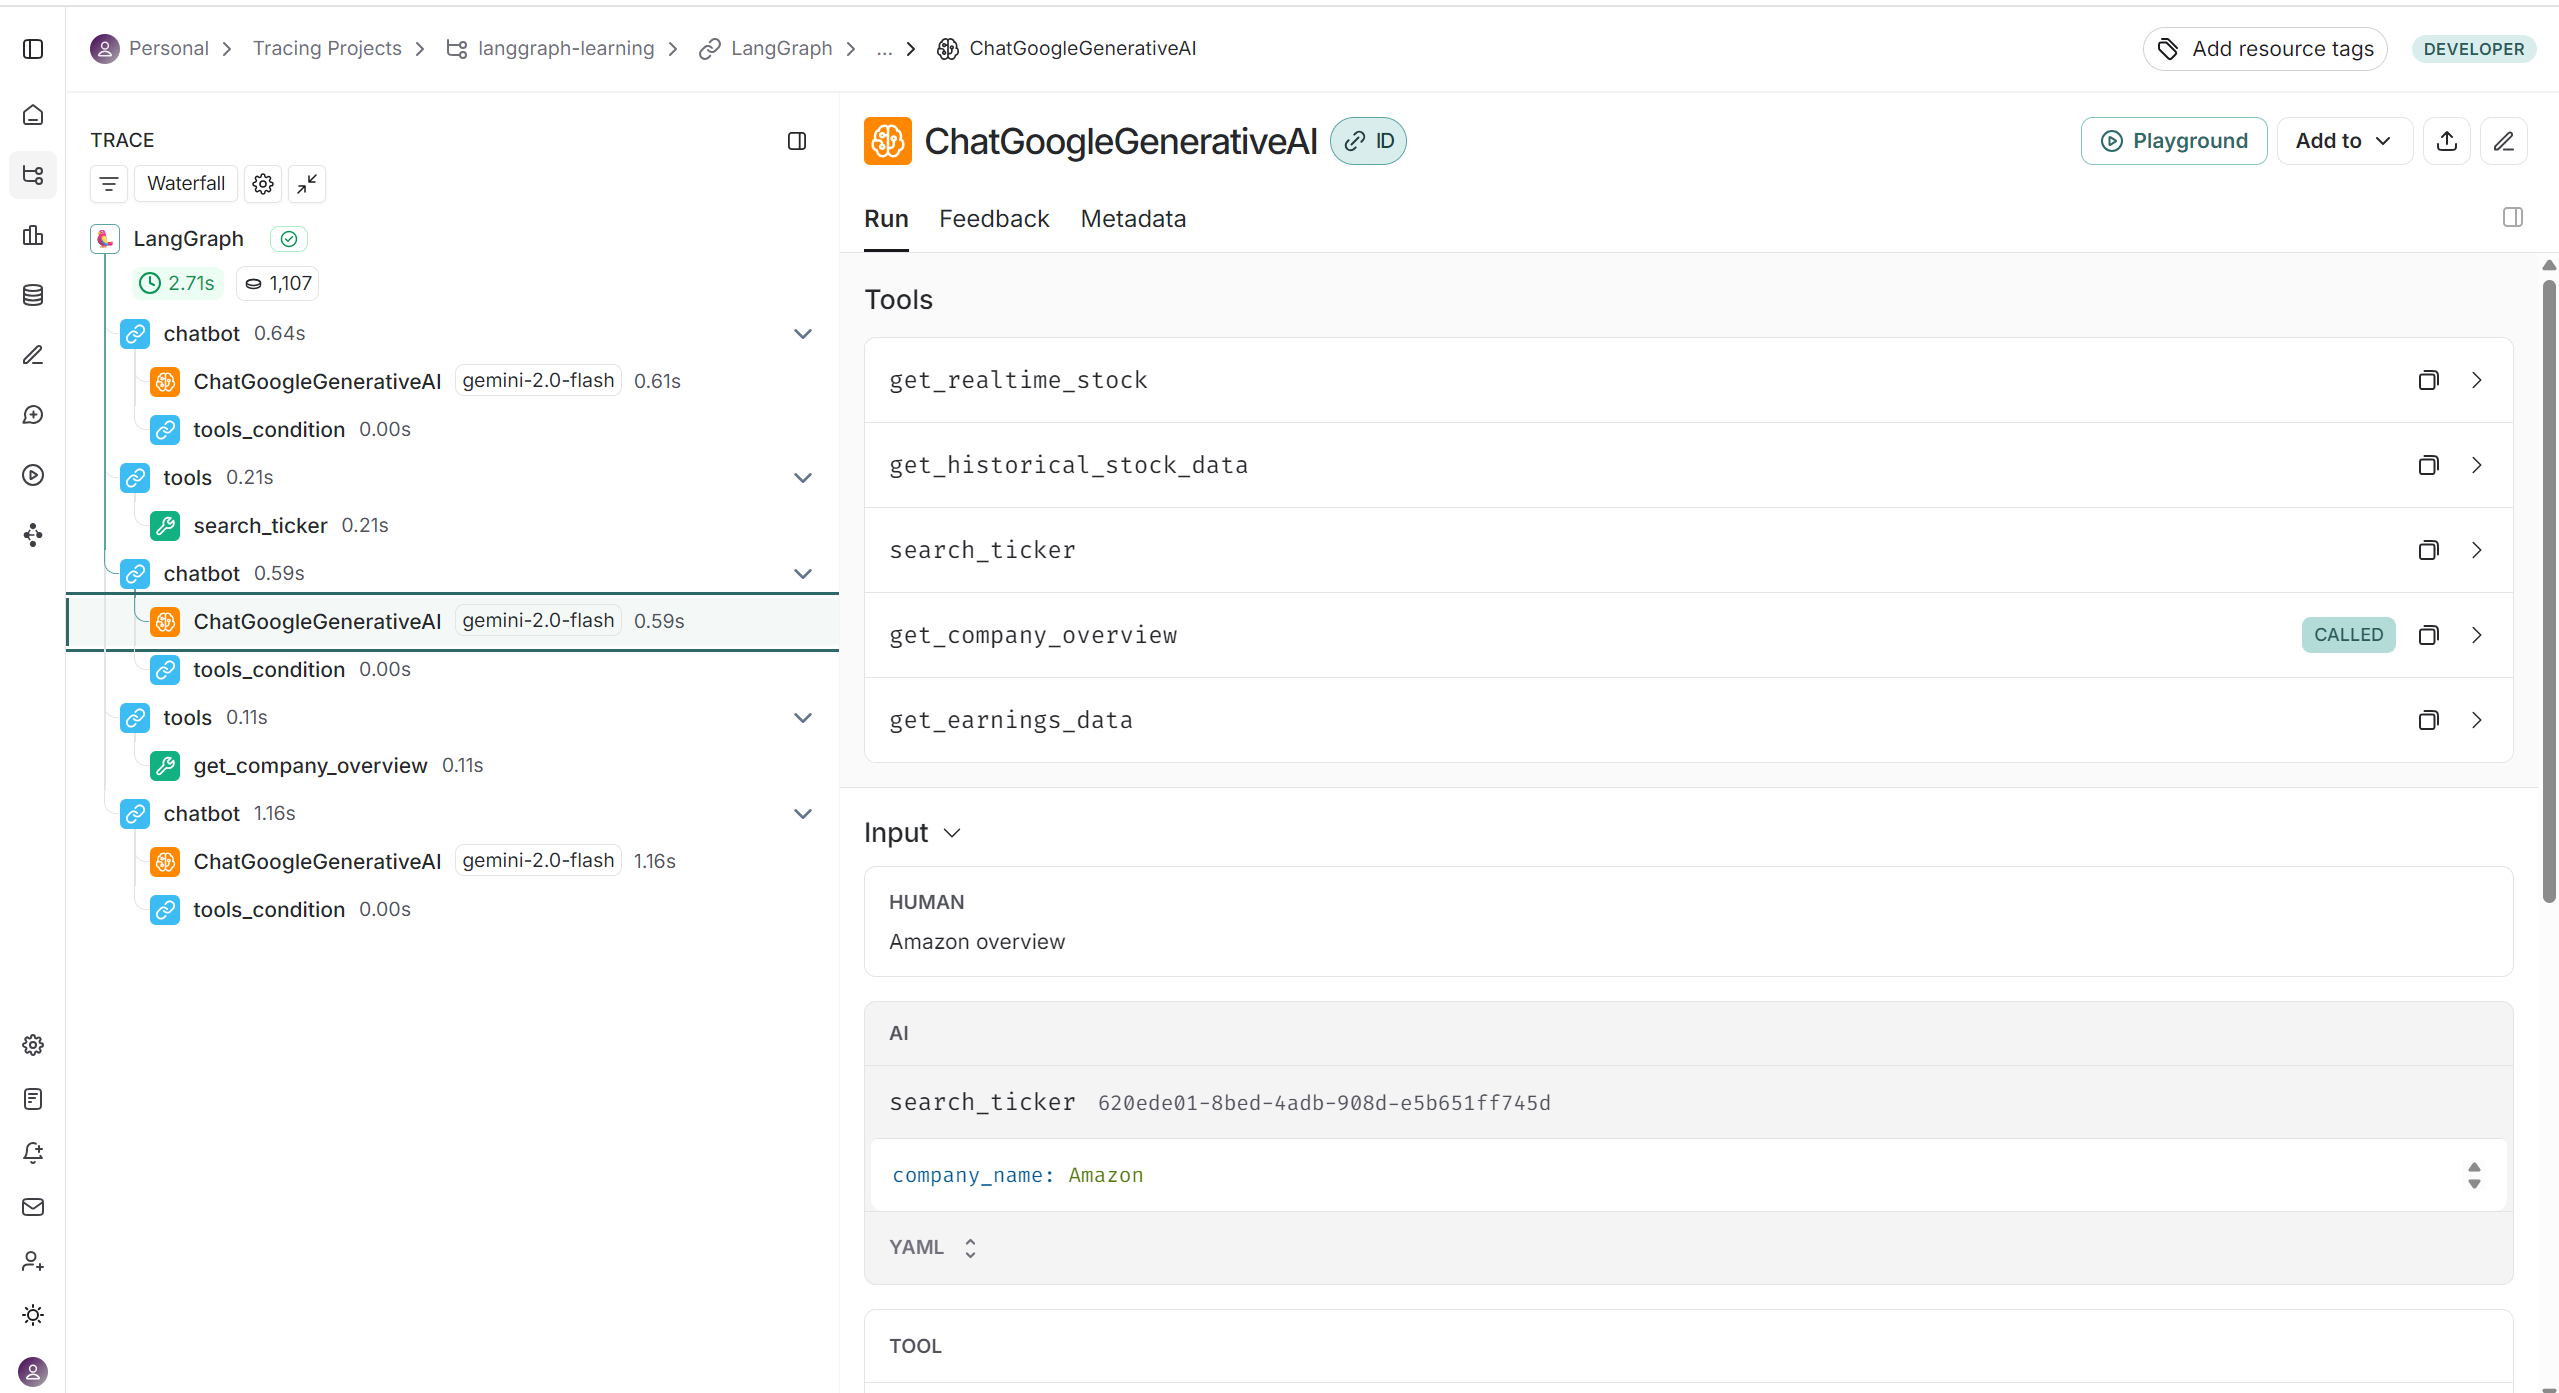 Personal > Tracing Projects > langgraph-learning > LangGraph > ... > ChatGoogleGenerativeAI
Add resource tags
DEVELOPER
TRACE
Waterfall
LangGraph
2.71s 1,107
chatbot 0.64s
ChatGoogleGenerativeAI gemini-2.0-flash 0.61s
tools_condition 0.00s
tools 0.21s
search_ticker 0.21s
chatbot 0.59s
ChatGoogleGenerativeAI gemini-2.0-flash 0.59s
tools_condition 0.00s
tools 0.11s
get_company_overview 0.11s
chatbot 1.16s
ChatGoogleGenerativeAI gemini-2.0-flash 1.16s
tools_condition 0.00s
ChatGoogleGenerativeAI ID
Playground
Add to
Run Feedback Metadata
Tools
get_realtime_stock
get_historical_stock_data
search_ticker
get_company_overview CALLED
get_earnings_data
Input
HUMAN
Amazon overview
AI
search_ticker 620ede01-8bed-4adb-908d-e5b651ff745d
company_name: Amazon
YAML
TOOL